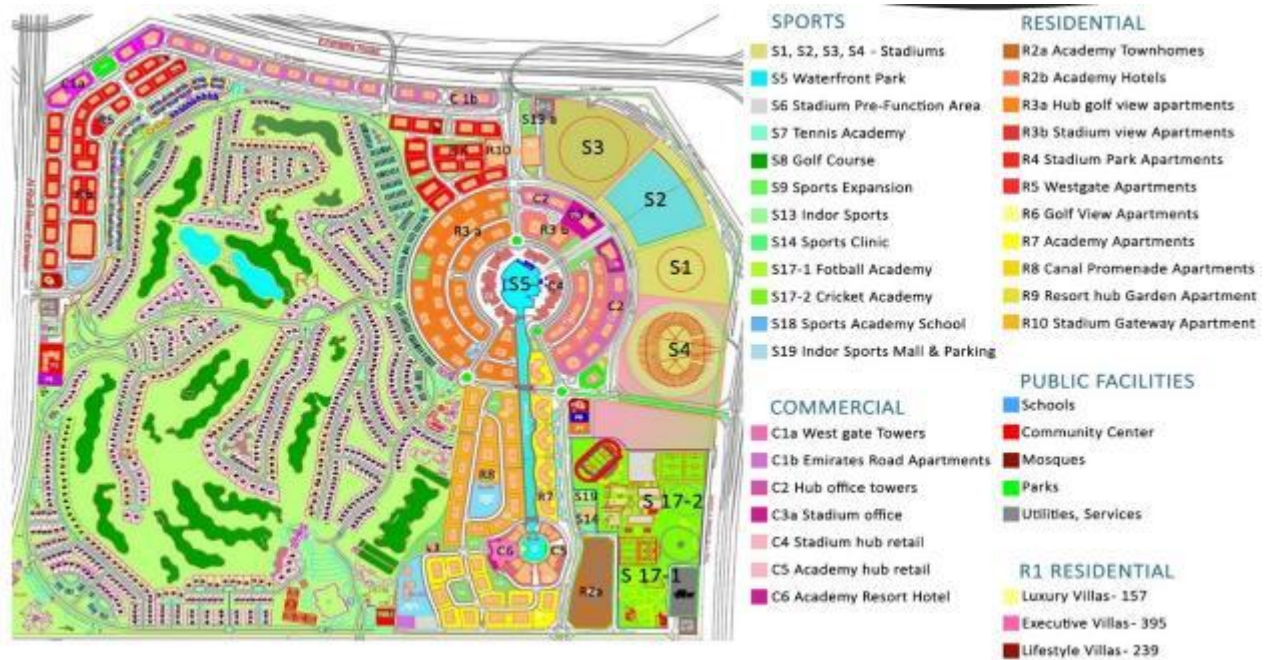 SPORTS
S1, S2, S3, S4 - Stadiums
S5 Waterfront Park
S6 Stadium Pre-Function Area
S7 Tennis Academy
S8 Golf Course
S9 Sports Expansion
S13 Indor Sports
S14 Sports Clinic
S17-1 Fotball Academy
S17-2 Cricket Academy
S18 Sports Academy School
S19 Indor Sports Mall & Parking
COMMERCIAL
C1a West gate Towers
C1b Emirates Road Apartments
C2 Hub office towers
C3a Stadium office
C4 Stadium hub retail
C5 Academy hub retail
C6 Academy Resort Hotel
RESIDENTIAL
R2a Academy Townhomes
R2b Academy Hotels
R3a Hub golf view apartments
R3b Stadium view Apartments
R4 Stadium Park Apartments
R5 Westgate Apartments
R6 Golf View Apartments
R7 Academy Apartments
R8 Canal Promenade Apartments
R9 Resort hub Garden Apartment
R10 Stadium Gateway Apartment
PUBLIC FACILITIES
Schools
Community Center
Mosques
Parks
Utilities, Services
R1 RESIDENTIAL
Luxury Villas- 157
Executive Villas- 395
Lifestyle Villas- 239
Emirates Road
C1a
C 1b
S19 a
R5
R10
S3
S2
C2
R3 a
R3 b
S1
R1
S5
C4
C2
S4
R8
R7
S19
S14
S 17-2
C6
C5
R2a
S 17-1